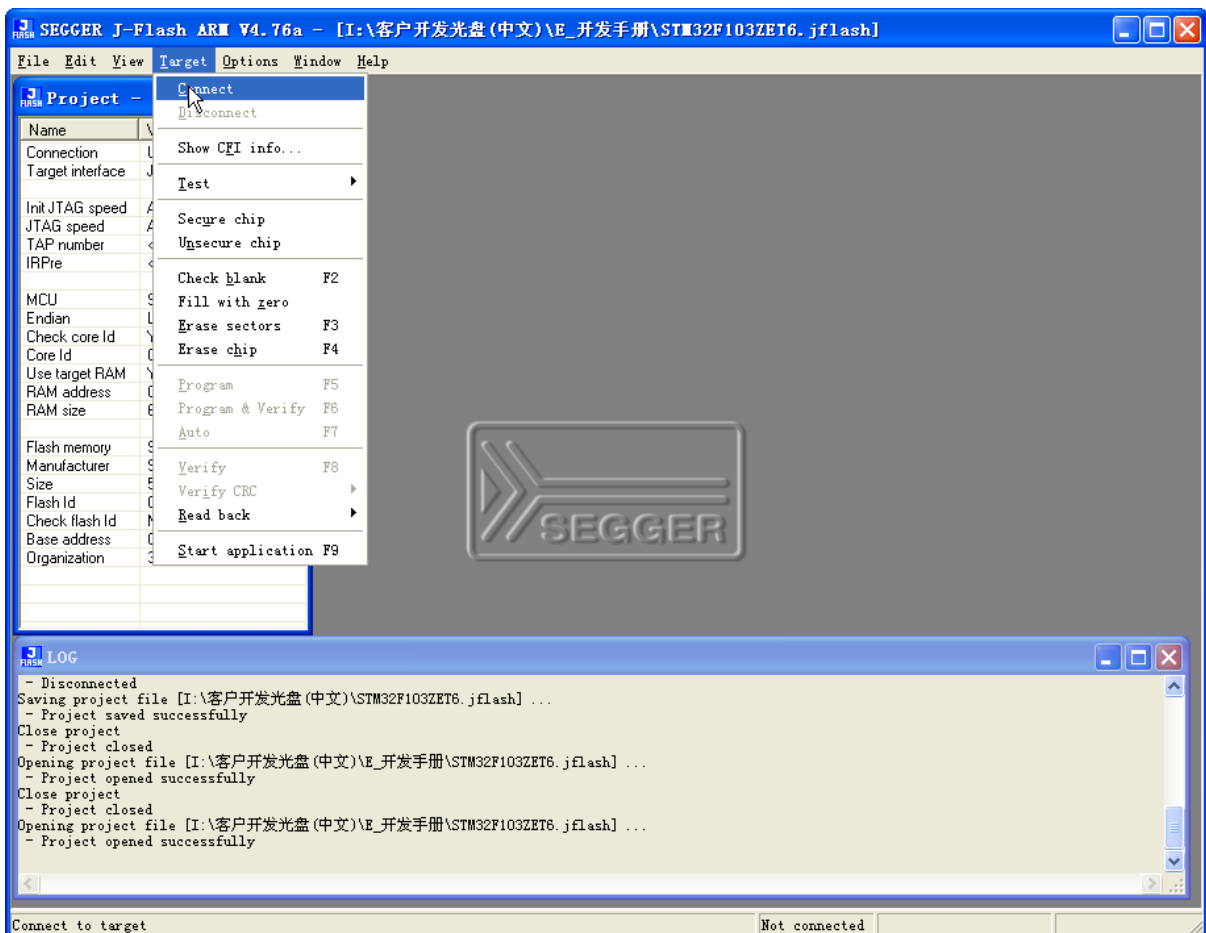 SEGGER J-Flash ARM V4.76a - [I:\客户开发光盘(中文)\E_开发手册\STM32F103ZET6.jflash]
File Edit View Target Options Window Help
Project -
Name
Connection
Target interface
Init JTAG speed
JTAG speed
TAP number
IRPre
MCU
Endian
Check core Id
Core Id
Use target RAM
RAM address
RAM size
Flash memory
Manufacturer
Size
Flash Id
Check flash Id
Base address
Organization
Connect
Disconnect
Show CFI info...
Test
Secure chip
Unsecure chip
Check blank F2
Fill with zero
Erase sectors F3
Erase chip F4
Program F5
Program & Verify F6
Auto F7
Verify F8
Verify CRC
Read back
Start application F9
SEGGER
LOG
- Disconnected
Saving project file [I:\客户开发光盘(中文)\STM32F103ZET6.jflash] ...
- Project saved successfully
Close project
- Project closed
Opening project file [I:\客户开发光盘(中文)\E_开发手册\STM32F103ZET6.jflash] ...
- Project opened successfully
Close project
- Project closed
Opening project file [I:\客户开发光盘(中文)\E_开发手册\STM32F103ZET6.jflash] ...
- Project opened successfully
Connect to target
Not connected